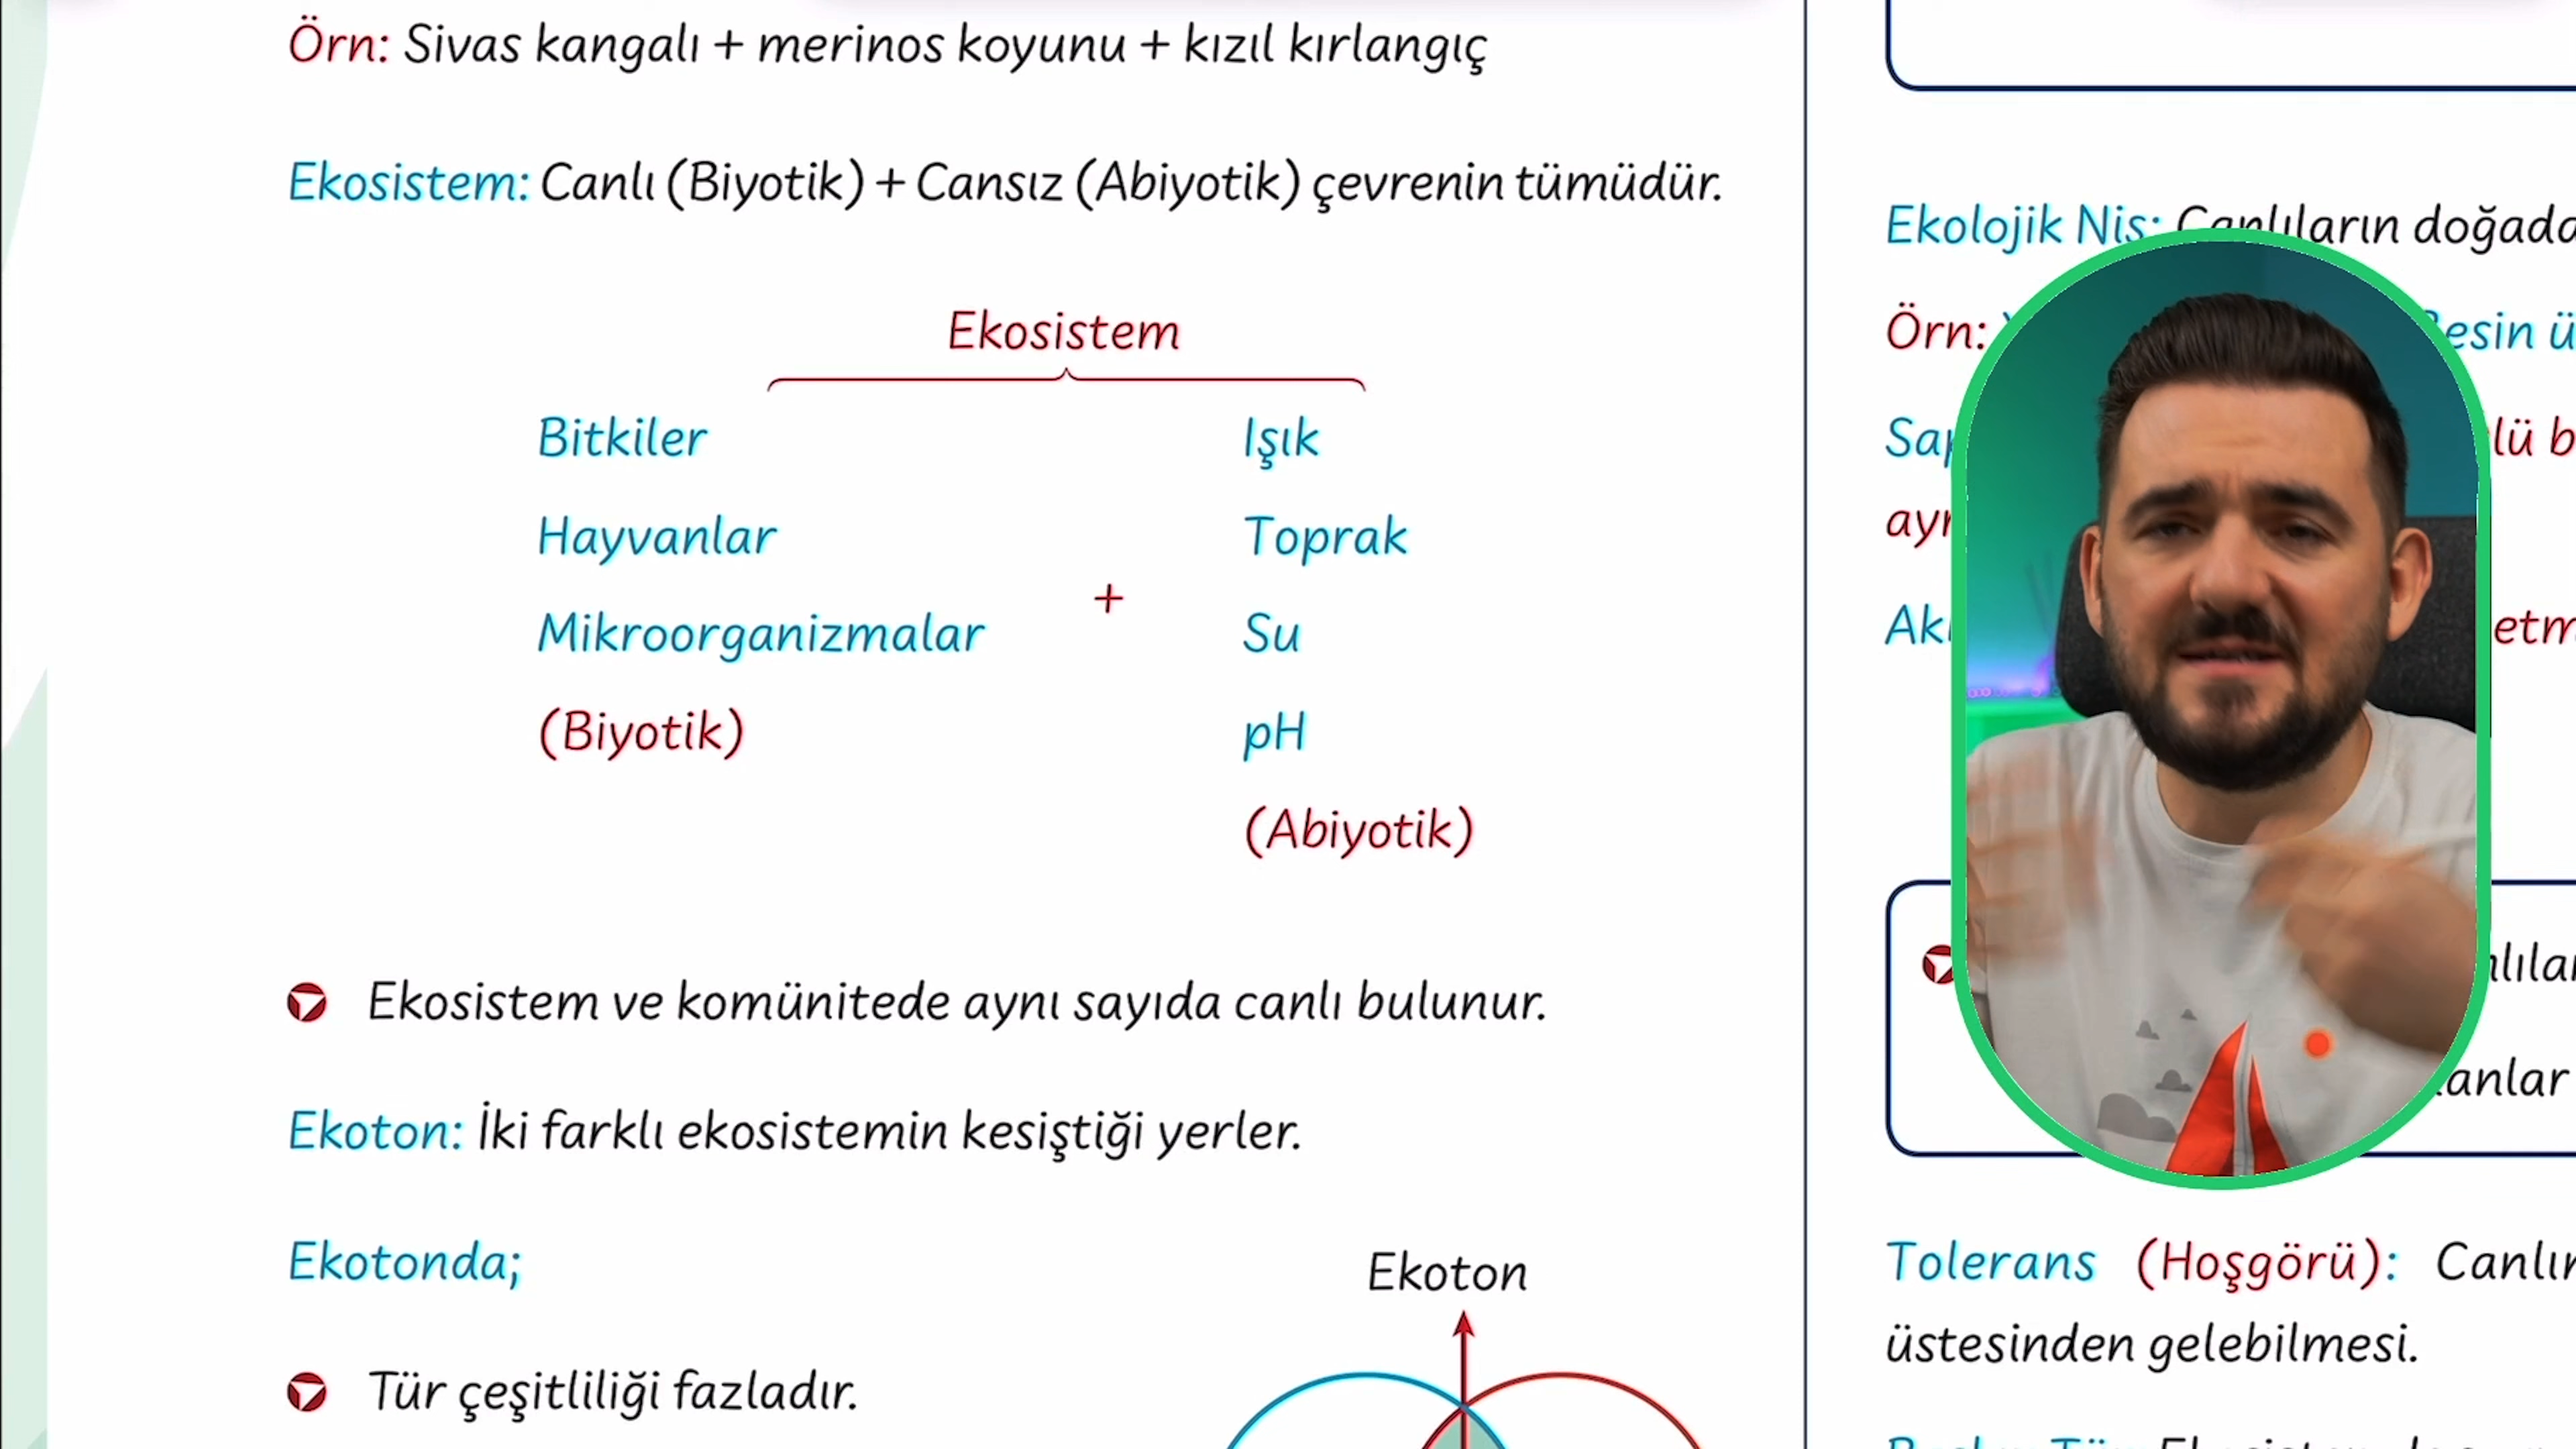 Örn: Sivas kangalı + merinos koyunu + kızıl kırlangıç
Ekosistem: Canlı (Biyotik) + Cansız (Abiyotik) çevrenin tümüdür.
Ekosistem
Bitkiler
Hayvanlar
Mikroorganizmalar
(Biyotik)
+
Işık
Toprak
Su
pH
(Abiyotik)
Ekosistem ve komünitede aynı sayıda canlı bulunur.
Ekoton: İki farklı ekosistemin kesiştiği yerler.
Ekotonda;
Ekoton
Tür çeşitliliği fazladır.
Ekolojik Niş: Canlıların
Örn:
Tolerans (Hoşgörü):
üstesinden gelebilmesi.